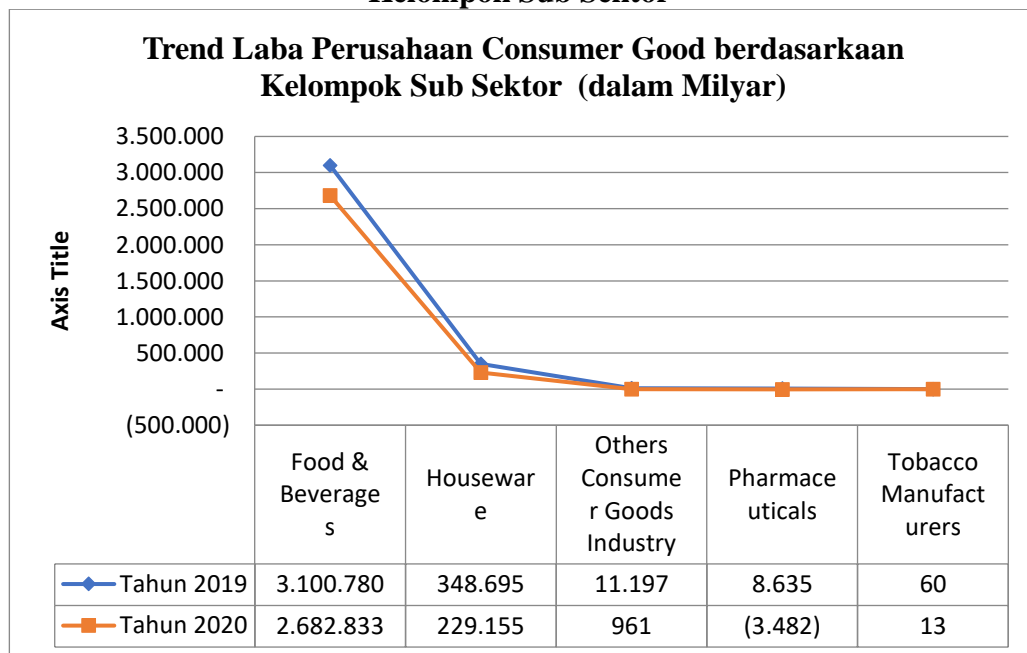 Kelompok Sub Sektor
Trend Laba Perusahaan Consumer Good berdasarkaan
Kelompok Sub Sektor (dalam Milyar)
Axis Title
3.500.000
3.000.000
2.500.000
2.000.000
1.500.000
1.000.000
500.000
-
(500.000)
Food &
Beverage
s
Housewar
e
Others
Consume
r Goods
Industry
Pharmace
uticals
Tobacco
Manufact
urers
Tahun 2019 3.100.780 348.695 11.197 8.635 60
Tahun 2020 2.682.833 229.155 961 (3.482) 13